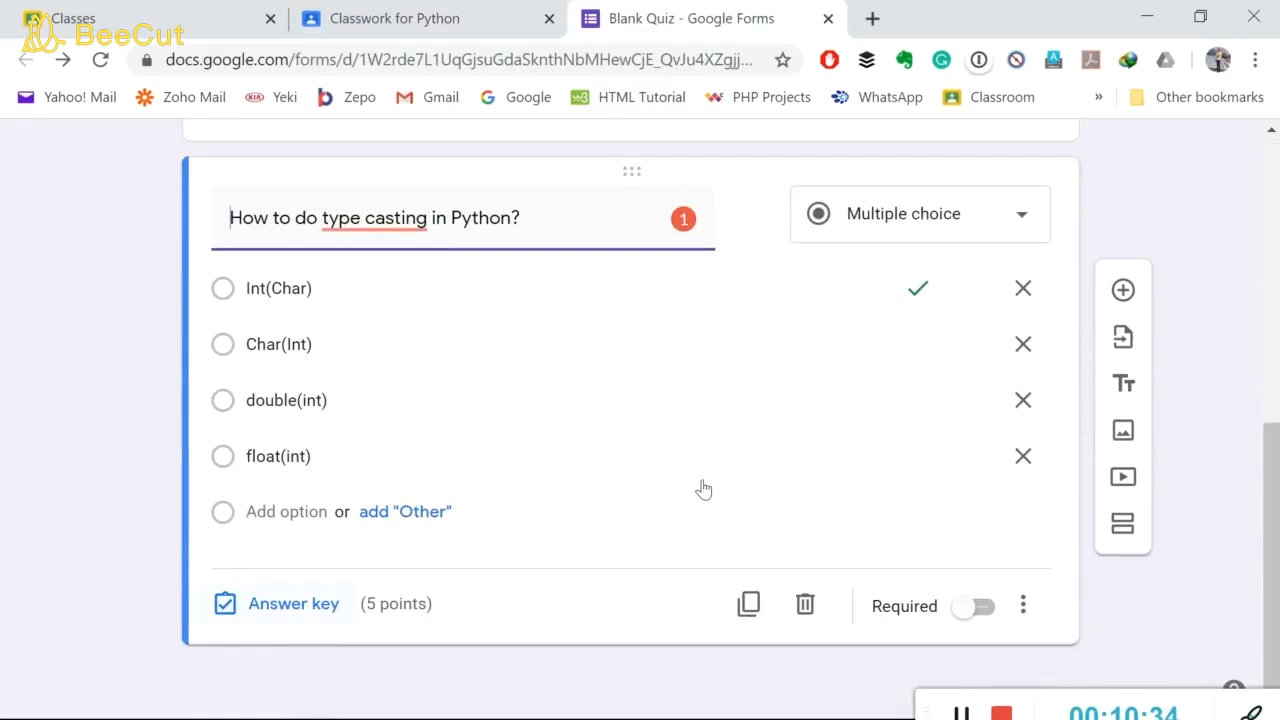 Classes
Classwork for Python
Blank Quiz - Google Forms
BeeCut
docs.google.com/forms/d/1W2rde7L1UqGjsuGdaSknthNbMHewCjE_QvJu4XZgjj...
Yahoo! Mail
Zoho Mail
Yeki
Zepo
Gmail
Google
HTML Tutorial
PHP Projects
WhatsApp
Classroom
»
Other bookmarks
How to do type casting in Python?
1
Multiple choice
Int(Char)
Char(Int)
double(int)
float(int)
Add option or add "Other"
Tт
Answer key (5 points)
Required
00:10:34